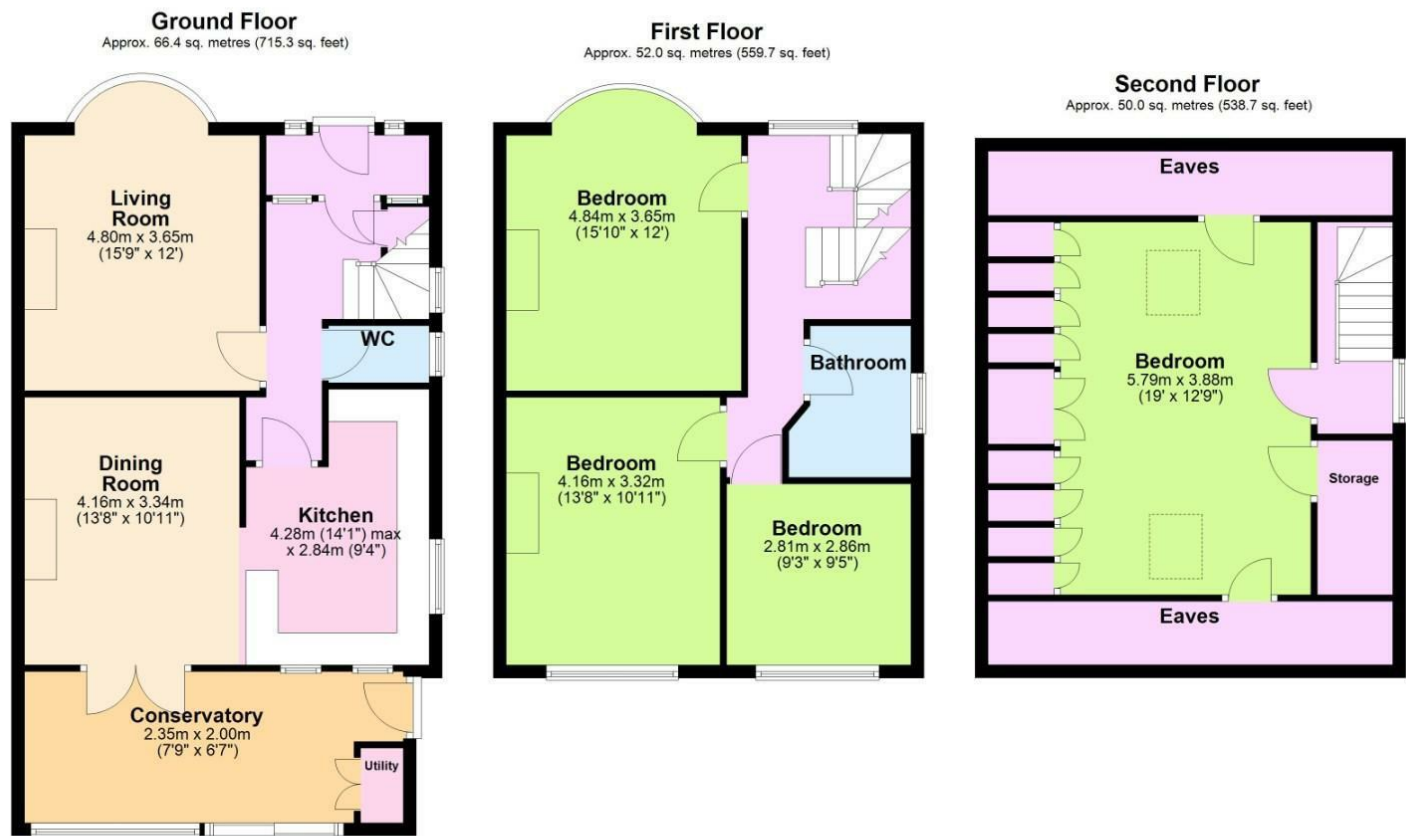 Ground Floor
Approx. 66.4 sq. metres (715.3 sq. feet)
Living
Room
4.80m x 3.65m
(15'9" x 12')
WC
Dining
Room
4.16m x 3.34m
(13'8" x 10'11")
Kitchen
4.28m (14'1") max
x 2.84m (9'4")
Conservatory
2.35m x 2.00m
(7'9" x 6'7")
Utility
First Floor
Approx. 52.0 sq. metres (559.7 sq. feet)
Bedroom
4.84m x 3.65m
(15'10" x 12')
Bathroom
Bedroom
4.16m x 3.32m
(13'8" x 10'11")
Bedroom
2.81m x 2.86m
(9'3" x 9'5")
Second Floor
Approx. 50.0 sq. metres (538.7 sq. feet)
Eaves
Bedroom
5.79m x 3.88m
(19' x 12'9")
Storage
Eaves